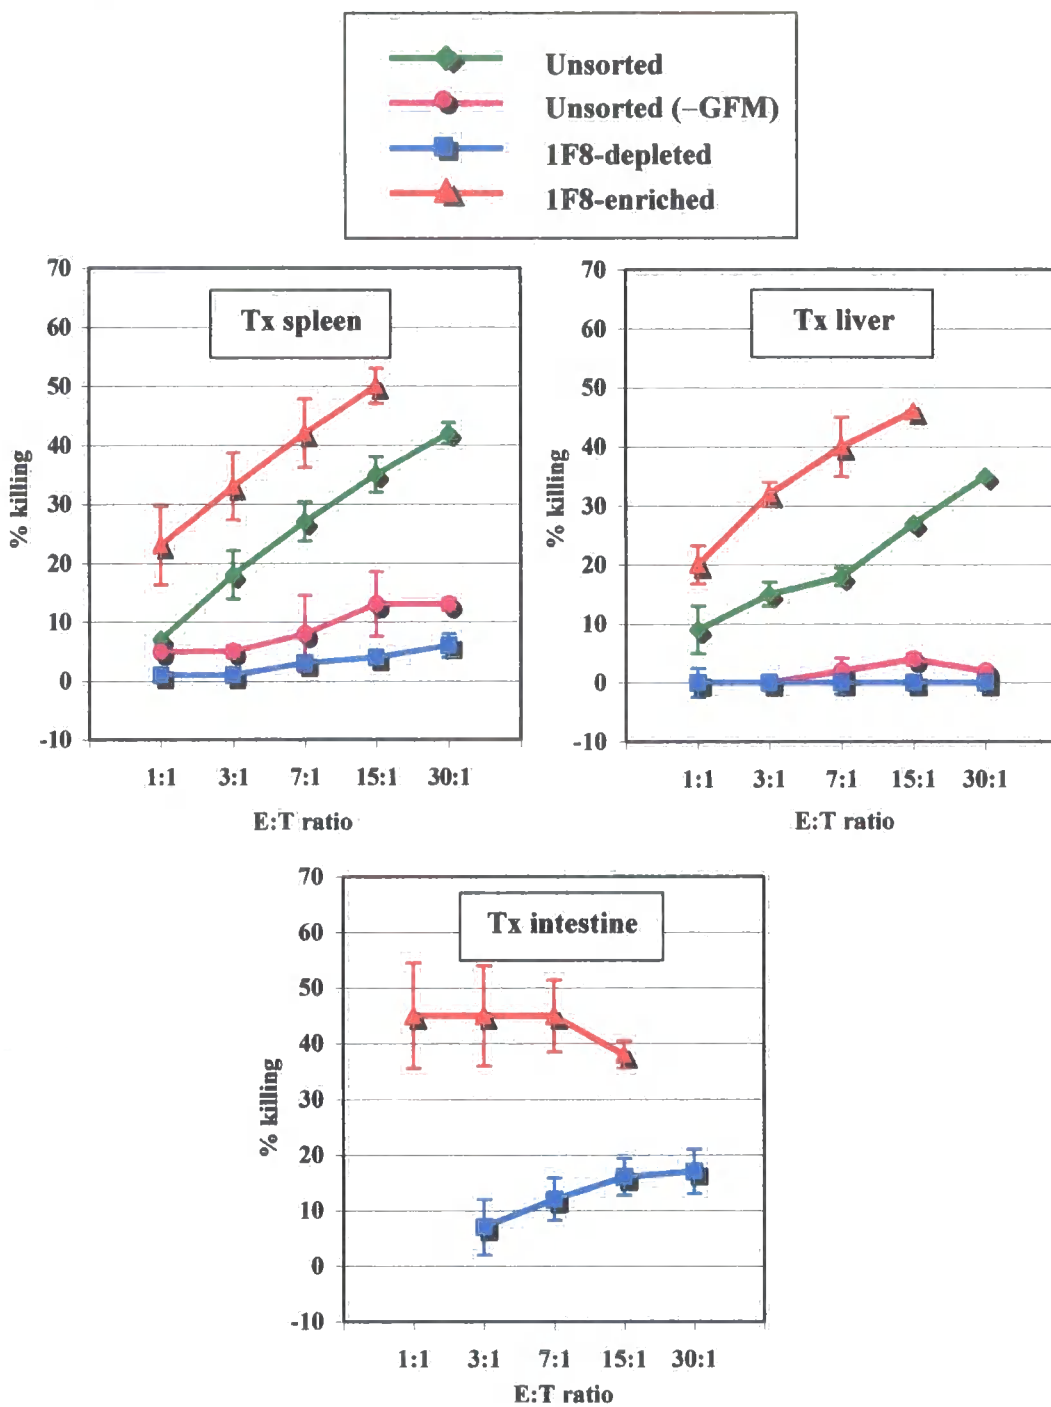 Unsorted
Unsorted (–GFM)
1F8-depleted
1F8-enriched
Tx spleen
% killing
70
60
50
40
30
20
10
0
-10
1:1 3:1 7:1 15:1 30:1
E:T ratio
Tx liver
% killing
70
60
50
40
30
20
10
0
-10
1:1 3:1 7:1 15:1 30:1
E:T ratio
Tx intestine
% killing
70
60
50
40
30
20
10
0
-10
1:1 3:1 7:1 15:1 30:1
E:T ratio